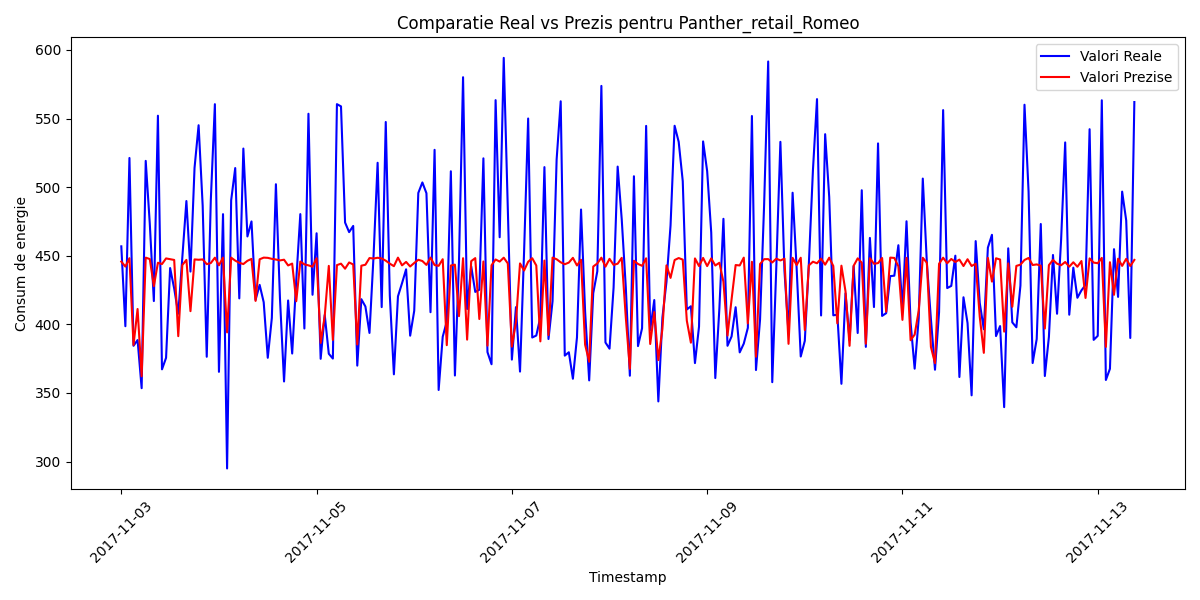 Comparatie Real vs Prezis pentru Panther_retail_Romeo
Valori Reale
Valori Prezise
Consum de energie
600
550
500
450
400
350
300
2017-11-03
2017-11-05
2017-11-07
2017-11-09
2017-11-11
2017-11-13
Timestamp